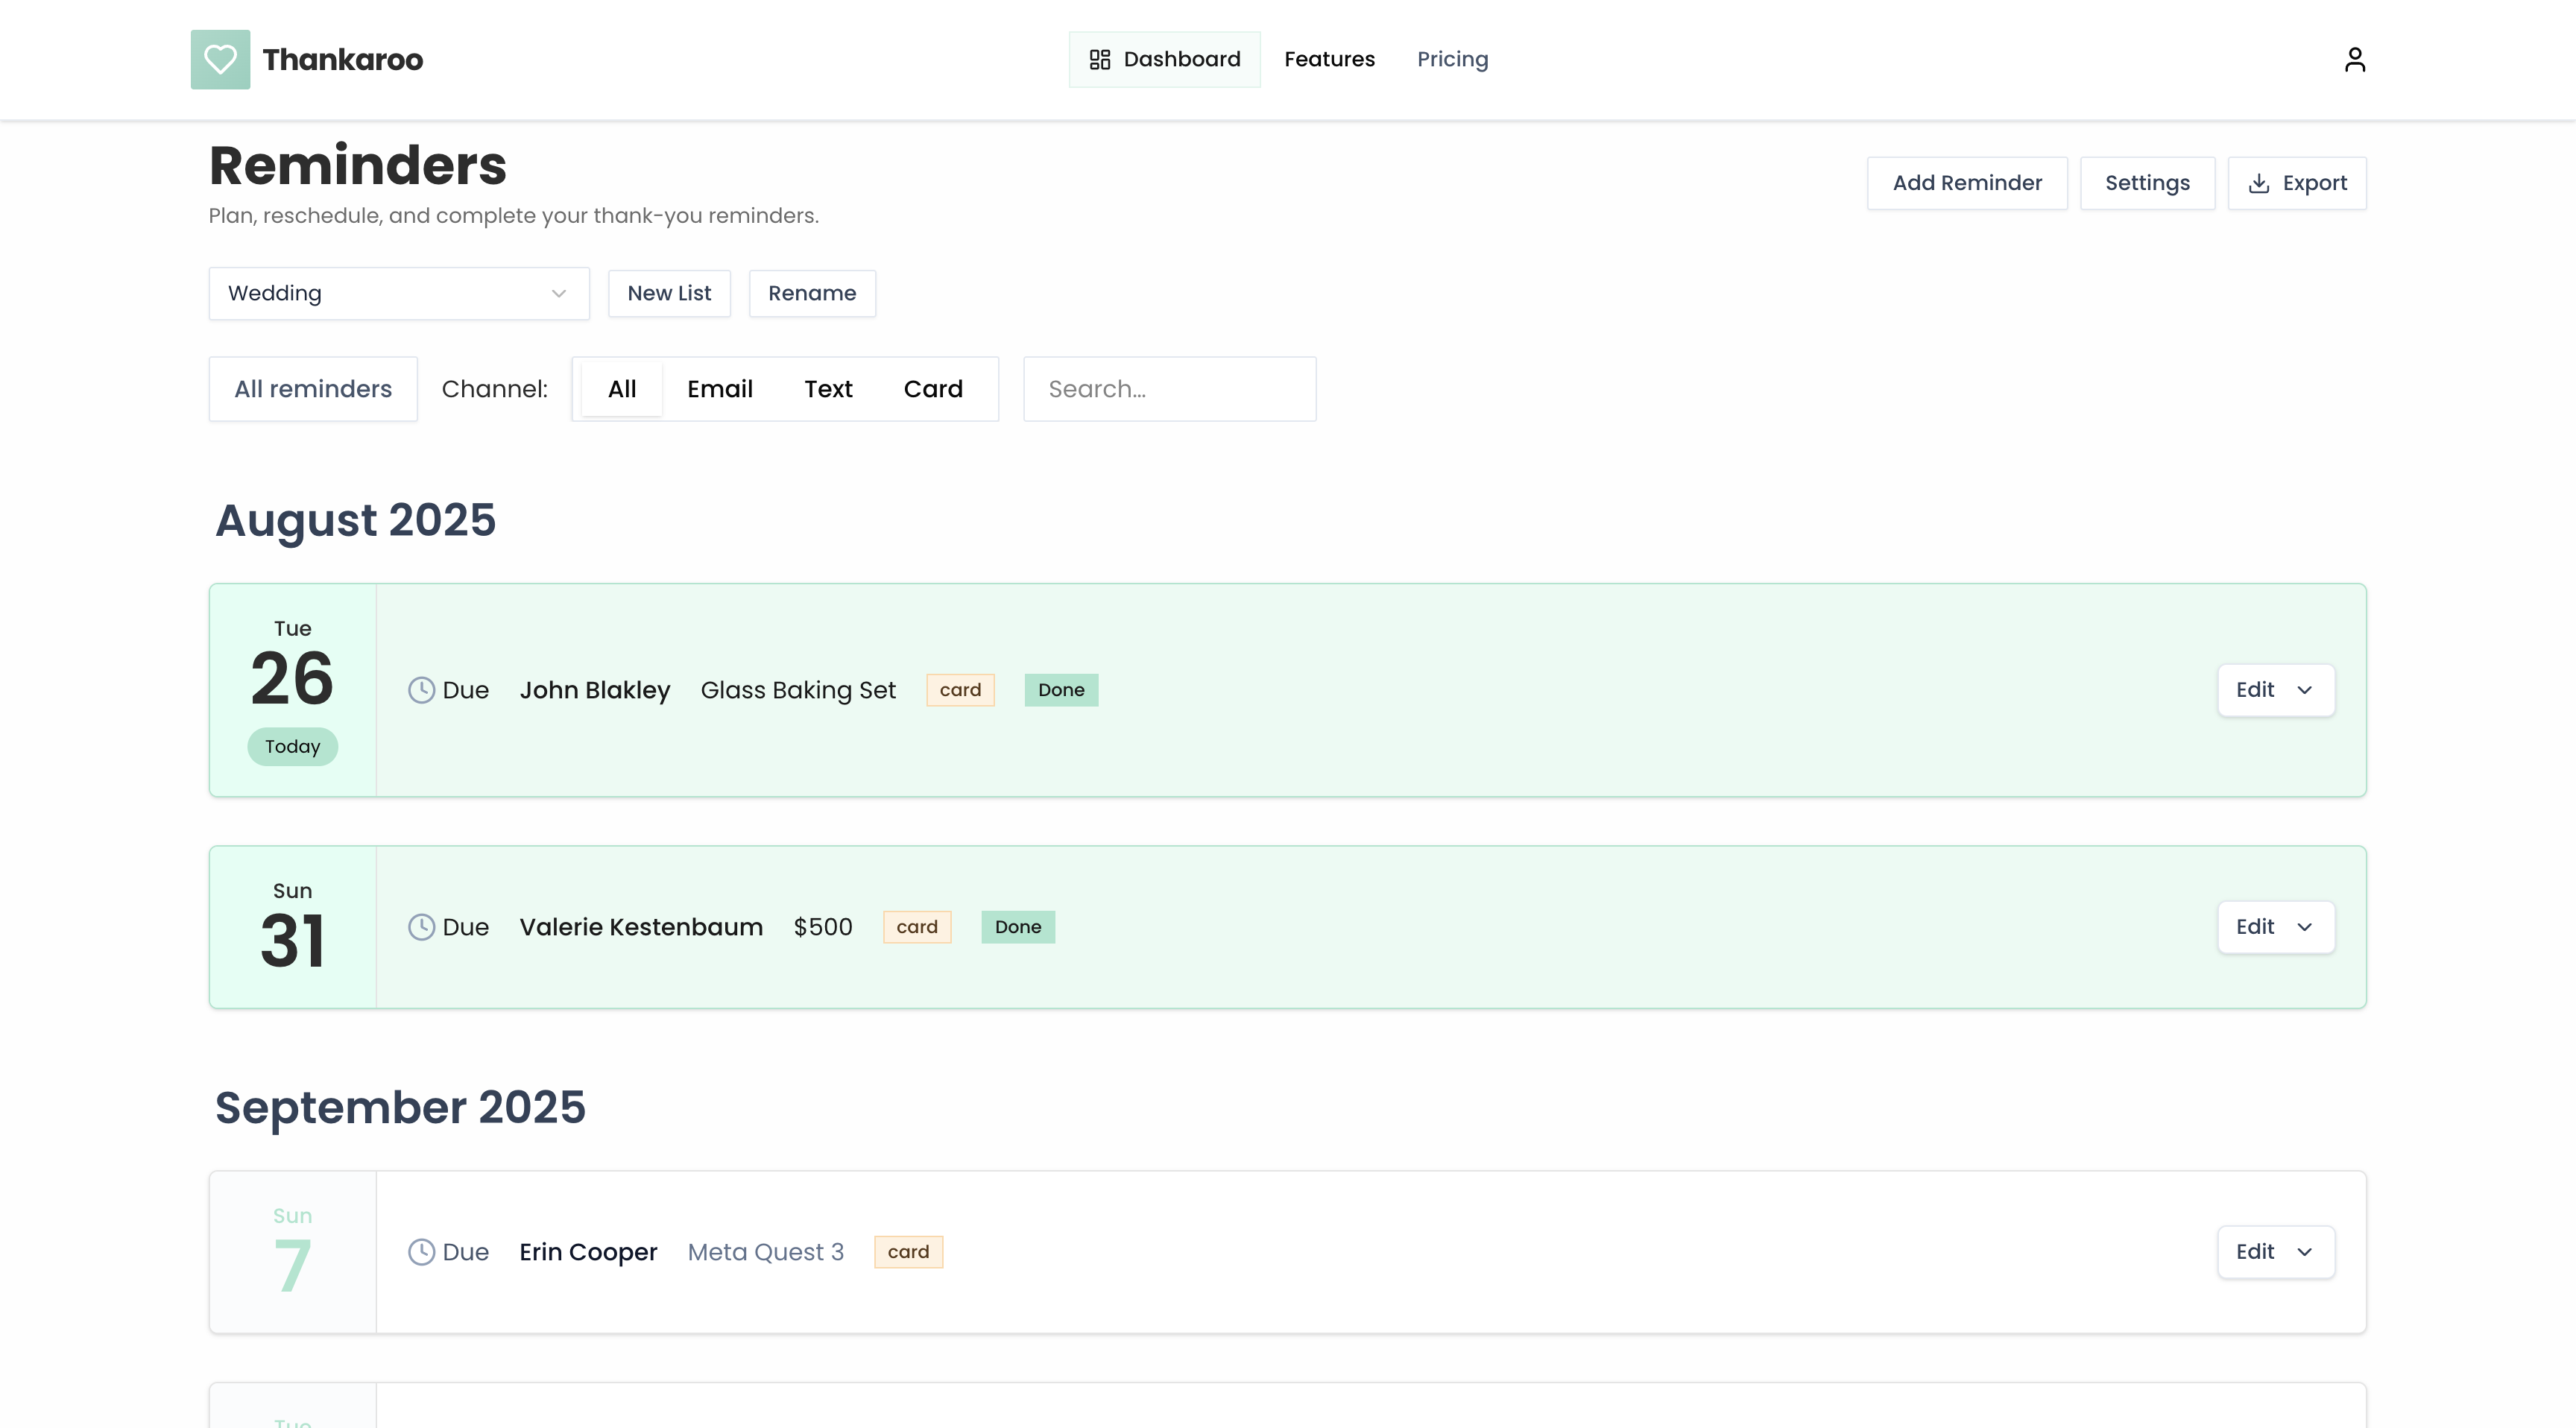 Thankaroo
Dashboard Features Pricing
Reminders
Plan, reschedule, and complete your thank-you reminders.
Add Reminder Settings Export
Wedding New List Rename
All reminders Channel: All Email Text Card Search...
August 2025
Tue
26
Today
Due John Blakley Glass Baking Set card Done Edit
Sun
31
Due Valerie Kestenbaum $500 card Done Edit
September 2025
Sun
7
Due Erin Cooper Meta Quest 3 card Edit